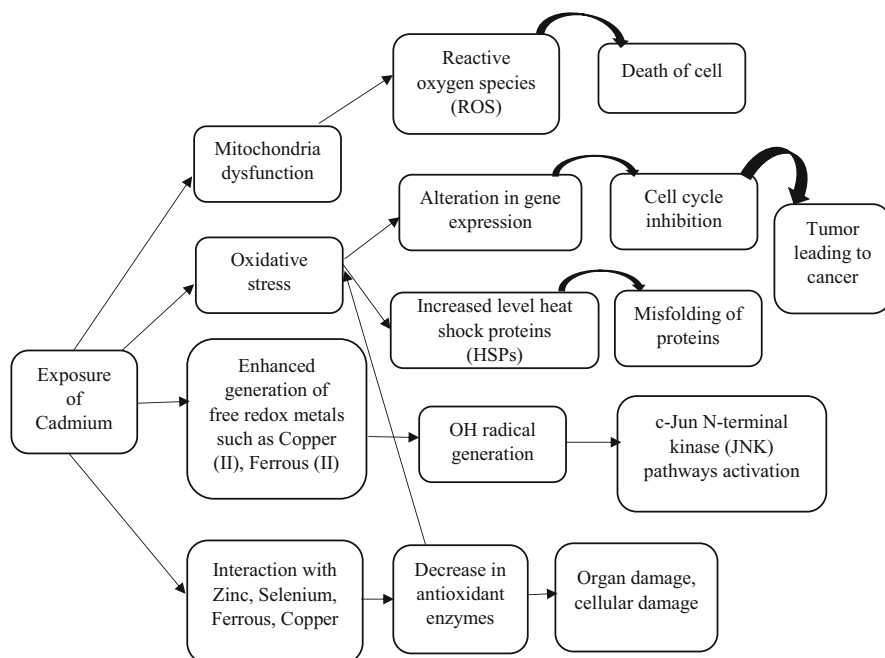 Reactive
oxygen species
(ROS)
Death of cell
Mitochondria
dysfunction
Alteration in gene
expression
Cell cycle
inhibition
Tumor
leading to
cancer
Oxidative
stress
Increased level heat
shock proteins
(HSPs)
Misfolding of
proteins
Exposure
of
Cadmium
Enhanced
generation of
free redox metals
such as Copper
(II), Ferrous (II)
OH radical
generation
c-Jun N-terminal
kinase (JNK)
pathways activation
Interaction with
Zinc, Selenium,
Ferrous, Copper
Decrease in
antioxidant
enzymes
Organ damage,
cellular damage